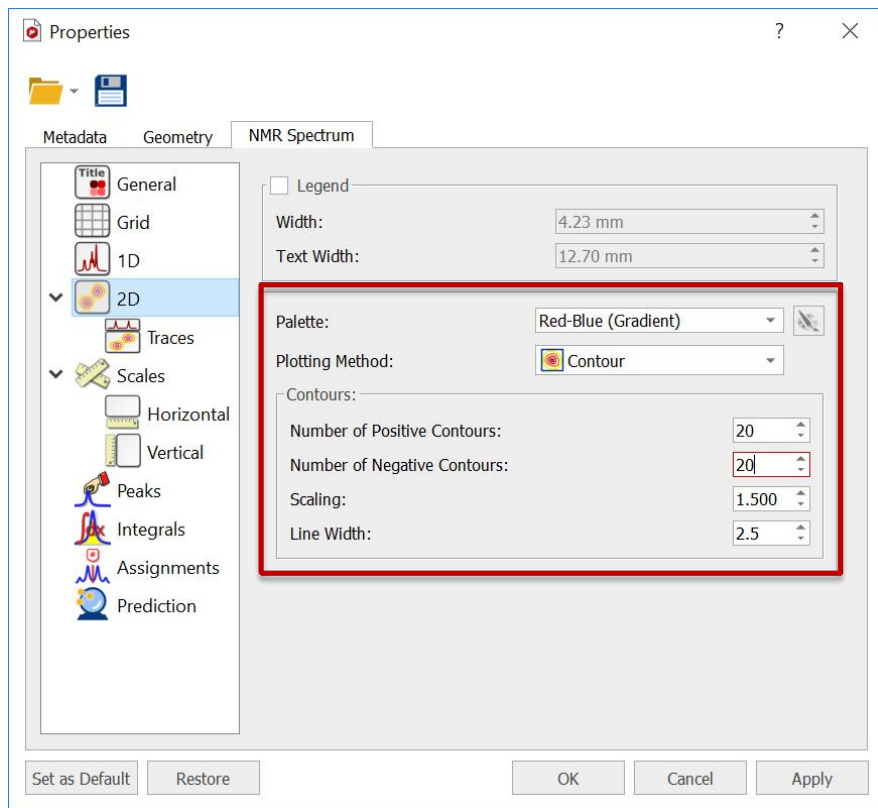 Properties
?
Metadata Geometry NMR Spectrum
Title
General
Grid
1D
2D
Traces
Scales
Horizontal
Vertical
Peaks
Integrals
Assignments
Prediction
Legend
Width: 4.23 mm
Text Width: 12.70 mm
Palette: Red-Blue (Gradient)
Plotting Method: Contour
Contours:
Number of Positive Contours: 20
Number of Negative Contours: 20
Scaling: 1.500
Line Width: 2.5
Set as Default Restore OK Cancel Apply